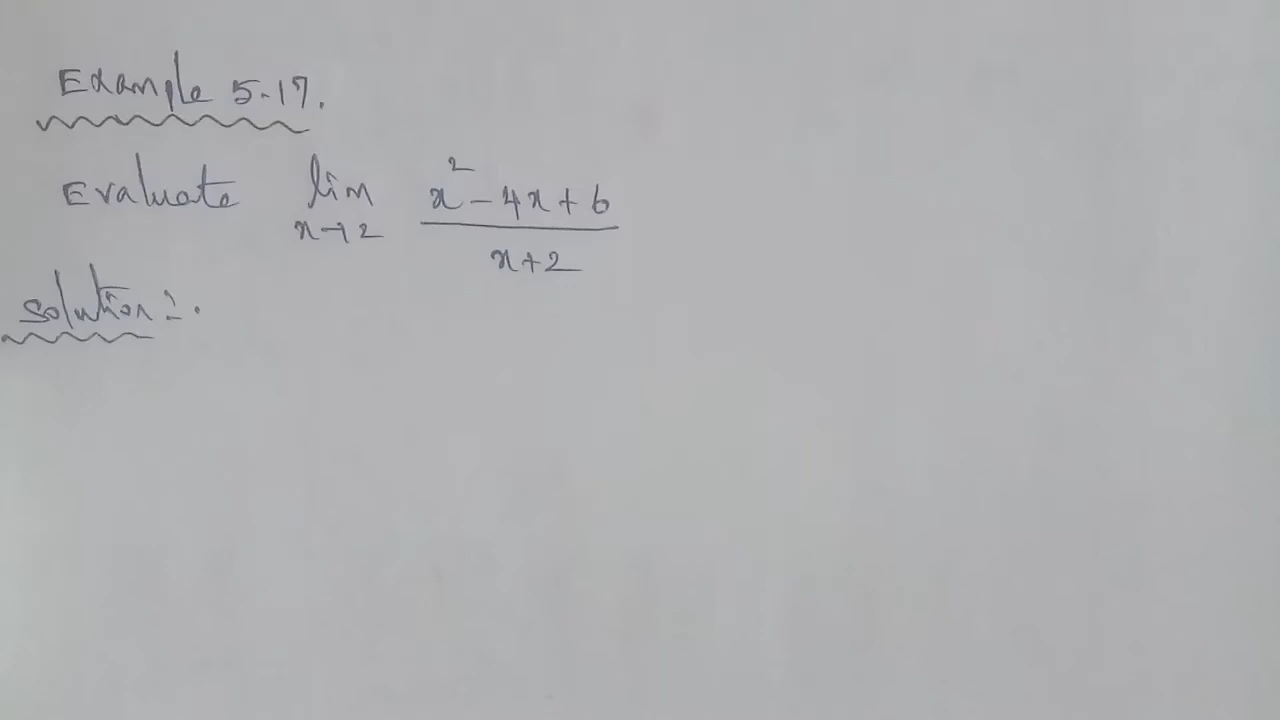 Example 5.17.
Evaluate lim x→2 x² - 4x + 6 / x + 2
Solution :.